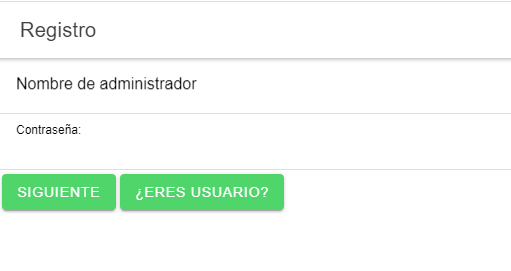 Registro
Nombre de administrador
Contraseña:
SIGUIENTE ¿ERES USUARIO?